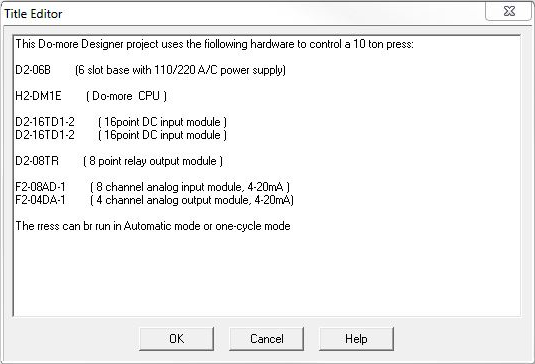 Title Editor
This Do-more Designer project uses the fiollowing hardware to control a 10 ton press:
D2-06B (6 slot base with 110/220 A/C power supply)
H2-DM1E ( Do-more CPU )
D2-16TD1-2 ( 16point DC input module )
D2-16TD1-2 ( 16point DC input module )
D2-08TR ( 8 point relay output module )
F2-08AD-1 ( 8 channel analog input module, 4-20mA )
F2-04DA-1 ( 4 channel analog output module, 4-20mA)
The rress can br run in Automatic mode or one-cycle mode
OK Cancel Help